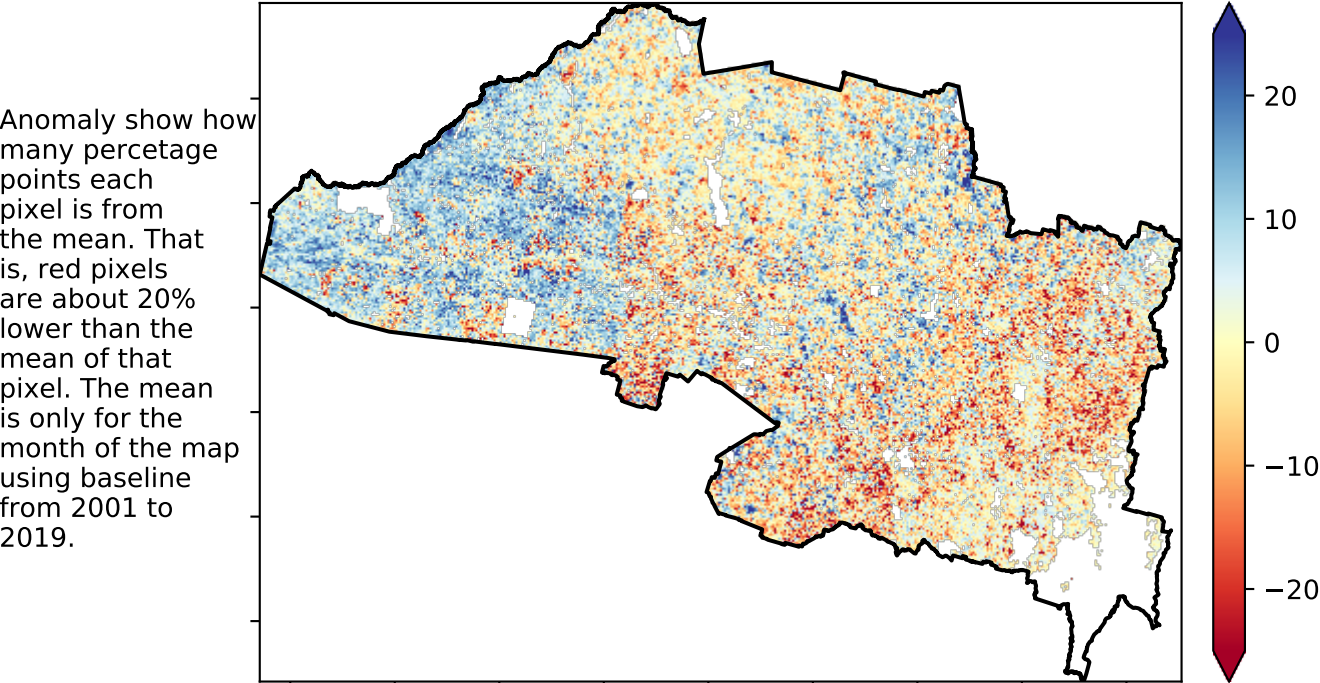 Anomaly show how
many percetage
points each
pixel is from
the mean. That
is, red pixels
are about 20%
lower than the
mean of that
pixel. The mean
is only for the
month of the map
using baseline
from 2001 to
2019.
20
10
0
−10
−20